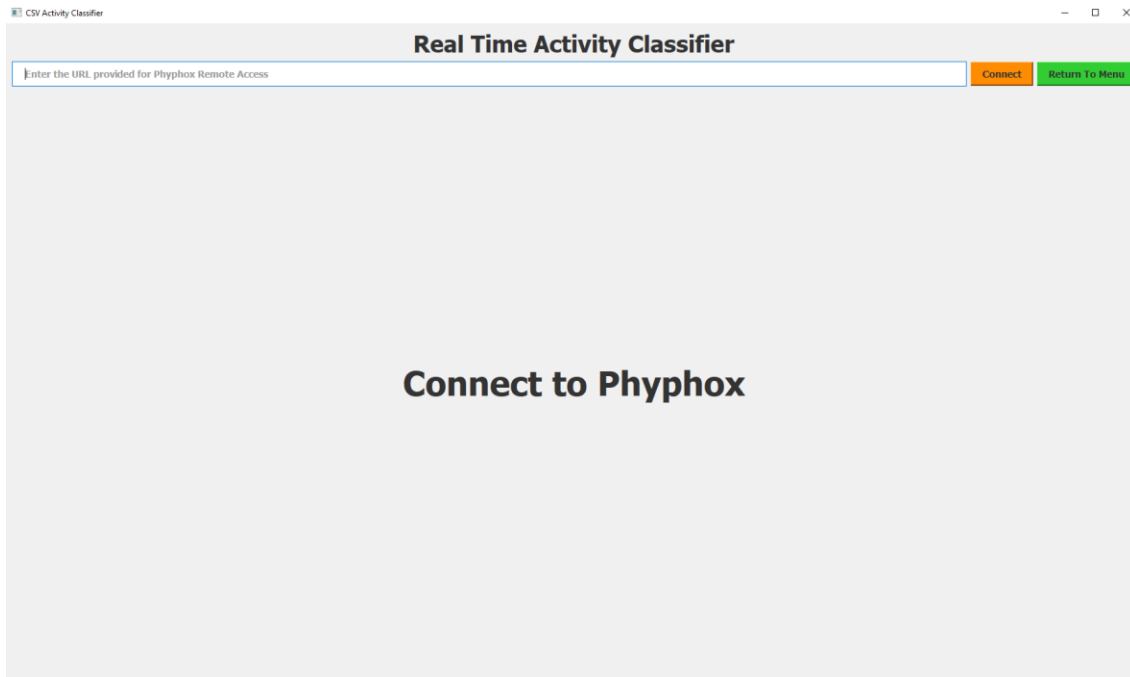 CSV Activity Classifier
Real Time Activity Classifier
Enter the URL provided for Phyphox Remote Access
Connect
Return To Menu
Connect to Phyphox